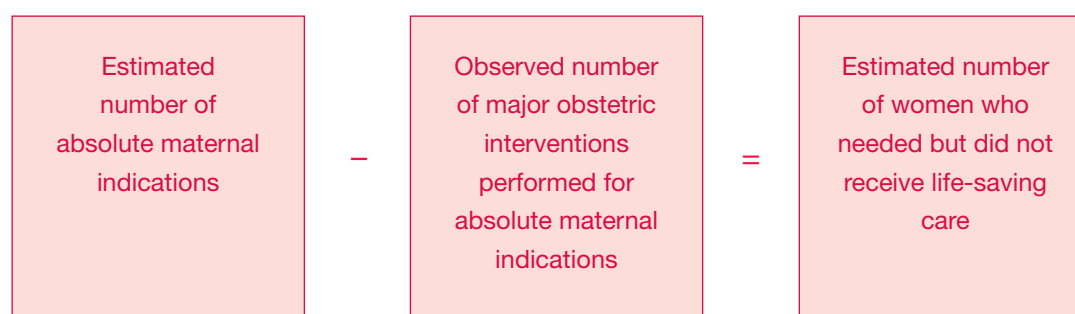 Estimated
number of
absolute maternal
indications
–
Observed number
of major obstetric
interventions
performed for
absolute maternal
indications
=
Estimated number
of women who
needed but did not
receive life-saving
care